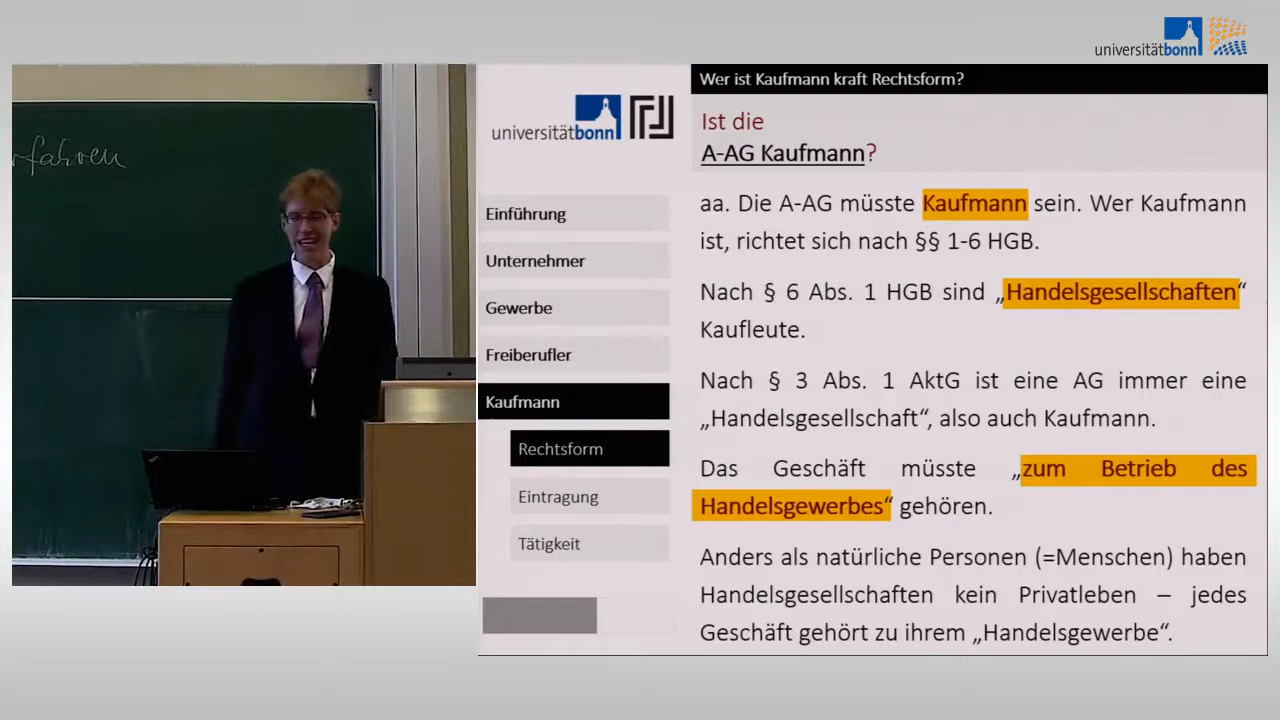 universitätbonn
rfahren
universitätbonn
Einführung
Unternehmer
Gewerbe
Freiberufler
Kaufmann
Rechtsform
Eintragung
Tätigkeit
Wer ist Kaufmann kraft Rechtsform?
Ist die
A-AG Kaufmann?
aa. Die A-AG müsste Kaufmann sein. Wer Kaufmann
ist, richtet sich nach §§ 1-6 HGB.
Nach § 6 Abs. 1 HGB sind „Handelsgesellschaften“
Kaufleute.
Nach § 3 Abs. 1 AktG ist eine AG immer eine
„Handelsgesellschaft“, also auch Kaufmann.
Das Geschäft müsste „zum Betrieb des
Handelsgewerbes“ gehören.
Anders als natürliche Personen (=Menschen) haben
Handelsgesellschaften kein Privatleben – jedes
Geschäft gehört zu ihrem „Handelsgewerbe“.